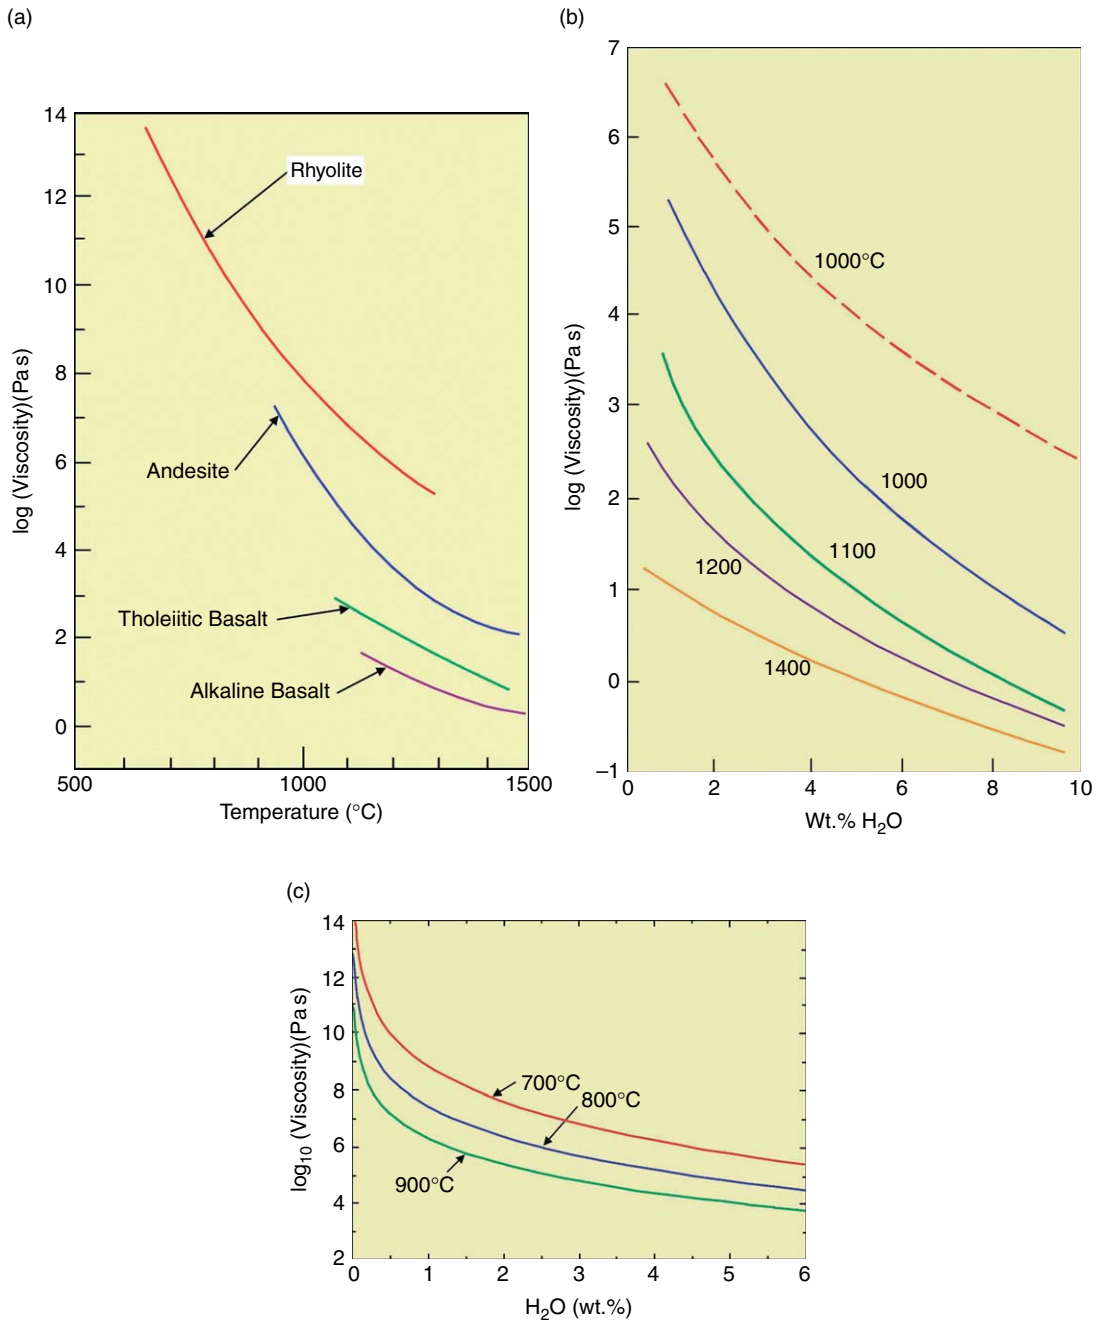 (a)
14
12
10
8
6
4
2
0
500
1000
1500
log (Viscosity)(Pa s)
Temperature (°C)
Rhyolite
Andesite
Tholeiitic Basalt
Alkaline Basalt
(b)
7
6
5
4
3
2
1
0
–1
0
2
4
6
8
10
log (Viscosity)(Pa s)
Wt.% H₂O
1000°C
1000
1100
1200
1400
(c)
14
12
10
8
6
4
2
0
1
2
3
4
5
6
log₁₀ (Viscosity)(Pa s)
H₂O (wt.%)
700°C
800°C
900°C